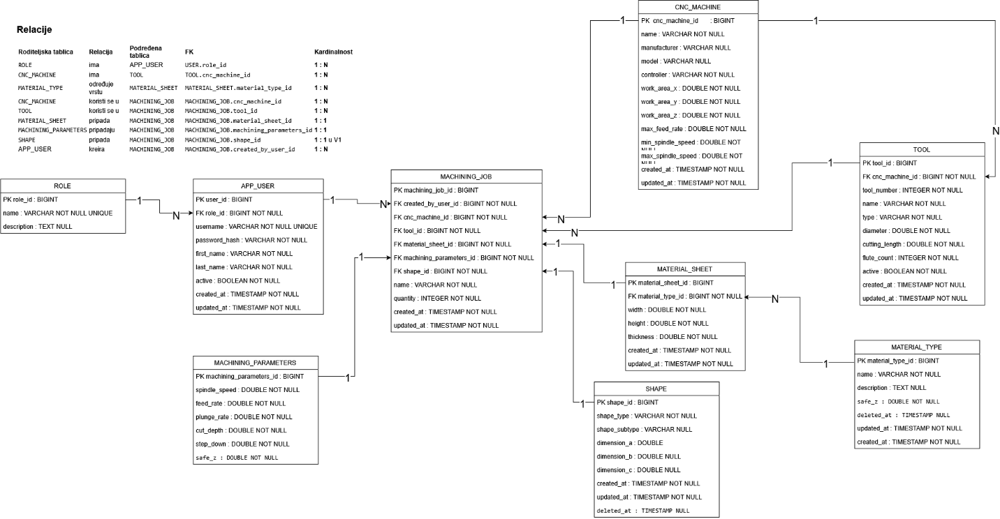 Relacije
Roditeljska tablica Relacija Podređena tablica FK Kardinalnost
ROLE ima APP_USER USER.role_id 1 : N
CNC_MACHINE ima TOOL TOOL.cnc_machine_id 1 : N
MATERIAL_TYPE određuje vrstu MATERIAL_SHEET MATERIAL_SHEET.material_type_id 1 : N
CNC_MACHINE koristi se u MACHINING_JOB MACHINING_JOB.cnc_machine_id 1 : N
TOOL koristi se u MACHINING_JOB MACHINING_JOB.tool_id 1 : N
MATERIAL_SHEET pripada MACHINING_JOB MACHINING_JOB.material_sheet_id 1 : 1
MACHINING_PARAMETERS pripadaju MACHINING_JOB MACHINING_JOB.machining_parameters_id 1 : 1
SHAPE pripada MACHINING_JOB MACHINING_JOB.shape_id 1 : 1 u V1
APP_USER kreira MACHINING_JOB MACHINING_JOB.created_by_user_id 1 : N
CNC_MACHINE
PK cnc_machine_id : BIGINT
name : VARCHAR NOT NULL
manufacturer : VARCHAR NULL
model : VARCHAR NULL
controller : VARCHAR NOT NULL
work_area_x : DOUBLE NOT NULL
work_area_y : DOUBLE NOT NULL
work_area_z : DOUBLE NOT NULL
max_feed_rate : DOUBLE NOT NULL
min_spindle_speed : DOUBLE NOT
NULL
max_spindle_speed : DOUBLE NOT
NULL
created_at : TIMESTAMP NOT NULL
updated_at : TIMESTAMP NOT NULL
1
1
N
TOOL
PK tool_id : BIGINT
FK cnc_machine_id : BIGINT NOT NULL
tool_number : INTEGER NOT NULL
name : VARCHAR NOT NULL
type : VARCHAR NOT NULL
diameter : DOUBLE NOT NULL
cutting_length : DOUBLE NOT NULL
flute_count : INTEGER NOT NULL
active : BOOLEAN NOT NULL
created_at : TIMESTAMP NOT NULL
updated_at : TIMESTAMP NOT NULL
1
ROLE
PK role_id : BIGINT
name : VARCHAR NOT NULL UNIQUE
description : TEXT NULL
1
N
APP_USER
PK user_id : BIGINT
FK role_id : BIGINT NOT NULL
username : VARCHAR NOT NULL UNIQUE
password_hash : VARCHAR NOT NULL
first_name : VARCHAR NOT NULL
last_name : VARCHAR NOT NULL
active : BOOLEAN NOT NULL
created_at : TIMESTAMP NOT NULL
updated_at : TIMESTAMP NOT NULL
1
N
MACHINING_JOB
PK machining_job_id : BIGINT
FK created_by_user_id : BIGINT NOT NULL
FK cnc_machine_id : BIGINT NOT NULL
FK tool_id : BIGINT NOT NULL
FK material_sheet_id : BIGINT NOT NULL
FK machining_parameters_id : BIGINT NOT NULL
FK shape_id : BIGINT NOT NULL
name : VARCHAR NOT NULL
quantity : INTEGER NOT NULL
created_at : TIMESTAMP NOT NULL
updated_at : TIMESTAMP NOT NULL
N
N
1
1
1
1
MATERIAL_SHEET
PK material_sheet_id : BIGINT
FK material_type_id : BIGINT NOT NULL
width : DOUBLE NOT NULL
height : DOUBLE NOT NULL
thickness : DOUBLE NOT NULL
created_at : TIMESTAMP NOT NULL
updated_at : TIMESTAMP NOT NULL
N
1
MATERIAL_TYPE
PK material_type_id : BIGINT
name : VARCHAR NOT NULL
description : TEXT NULL
safe_z : DOUBLE NOT NULL
deleted_at : TIMESTAMP NULL
updated_at : TIMESTAMP NOT NULL
created_at : TIMESTAMP NOT NULL
MACHINING_PARAMETERS
PK machining_parameters_id : BIGINT
spindle_speed : DOUBLE NOT NULL
feed_rate : DOUBLE NOT NULL
plunge_rate : DOUBLE NOT NULL
cut_depth : DOUBLE NOT NULL
step_down : DOUBLE NOT NULL
safe_z : DOUBLE NOT NULL
1
1
SHAPE
PK shape_id : BIGINT
shape_type : VARCHAR NOT NULL
shape_subtype : VARCHAR NULL
dimension_a : DOUBLE
dimension_b : DOUBLE NULL
dimension_c : DOUBLE NULL
created_at : TIMESTAMP NOT NULL
updated_at : TIMESTAMP NOT NULL
deleted_at : TIMESTAMP NULL